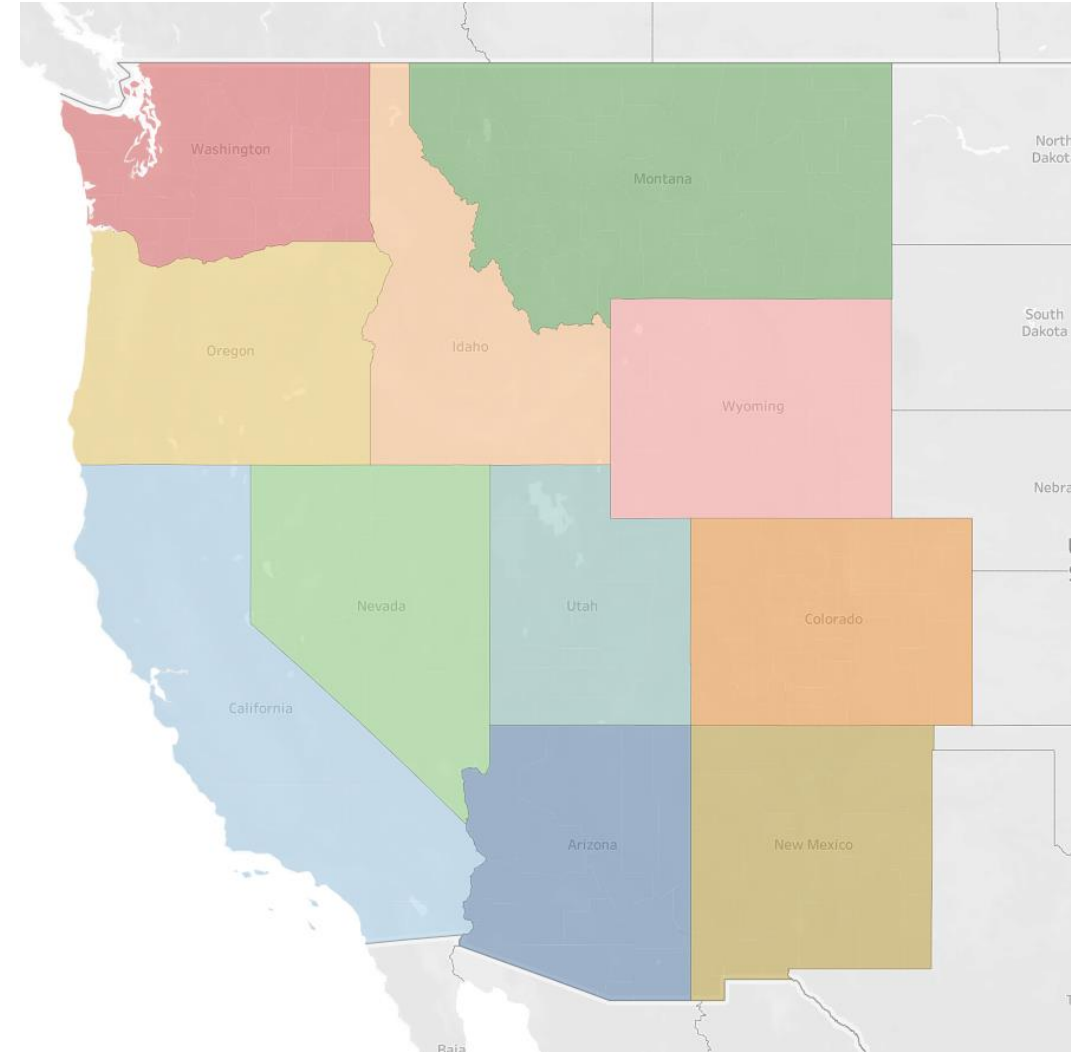 Washington
North
Dakot
Montana
South
Dakota
Oregon
Idaho
Wyoming
Nebra
Nevada
Utah
Colorado
California
Arizona
New Mexico
Baja